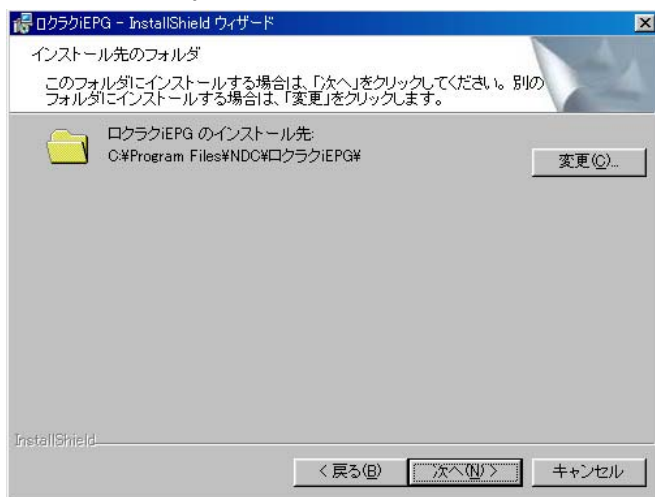 ロクラクiEPG - InstallShield ウィザード
インストール先のフォルダ
このフォルダにインストールする場合は、「次へ」をクリックしてください。別の
フォルダにインストールする場合は、「変更」をクリックします。
ロクラクiEPG のインストール先:
C:¥Program Files¥NDC¥ロクラクiEPG¥
変更(C)...
InstallShield
< 戻る(B)
次へ(N) >
キャンセル